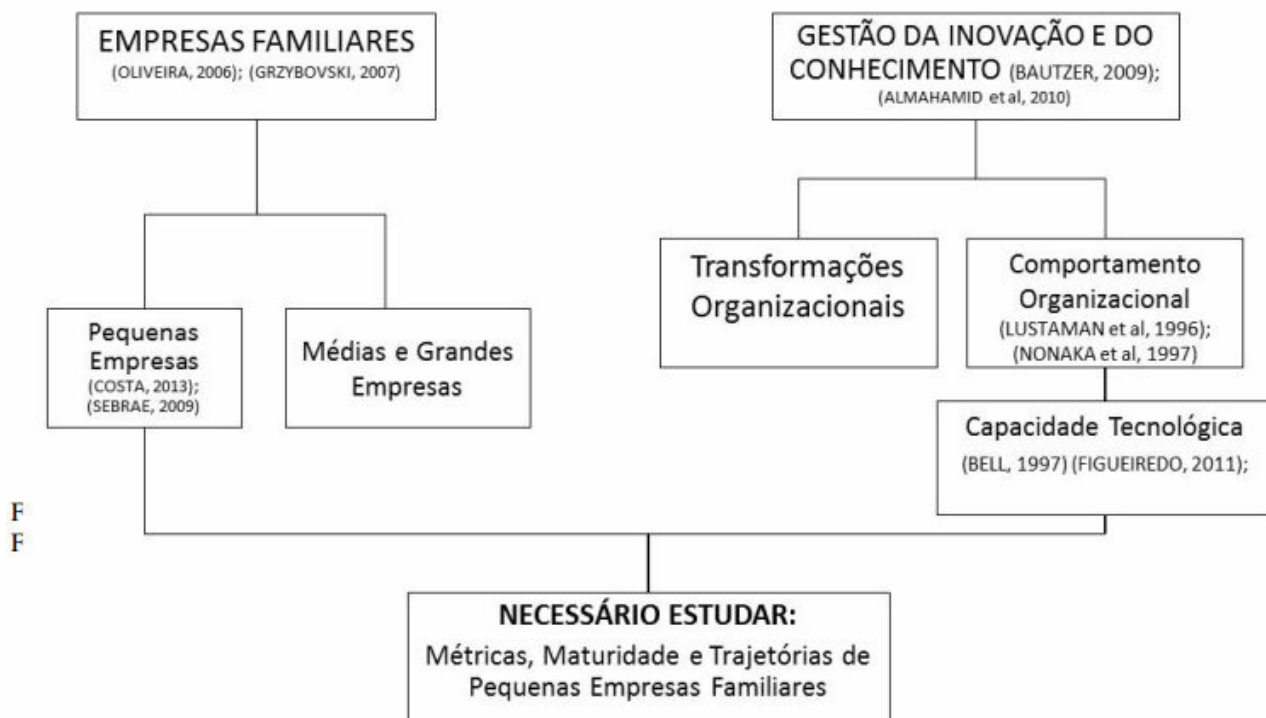 EMPRESAS FAMILIARES
(OLIVEIRA, 2006); (GRZYBOVSKI, 2007)
GESTÃO DA INOVAÇÃO E DO
CONHECIMENTO (BAUTZER, 2009);
(ALMAHAMID et al, 2010)
Pequenas
Empresas
(COSTA, 2013);
(SEBRAE, 2009)
Médias e Grandes
Empresas
Transformações
Organizacionais
Comportamento
Organizacional
(LUSTAMAN et al, 1996);
(NONAKA et al, 1997)
Capacidade Tecnológica
(BELL, 1997) (FIGUEIREDO, 2011);
F
F
NECESSÁRIO ESTUDAR:
Métricas, Maturidade e Trajetórias de
Pequenas Empresas Familiares